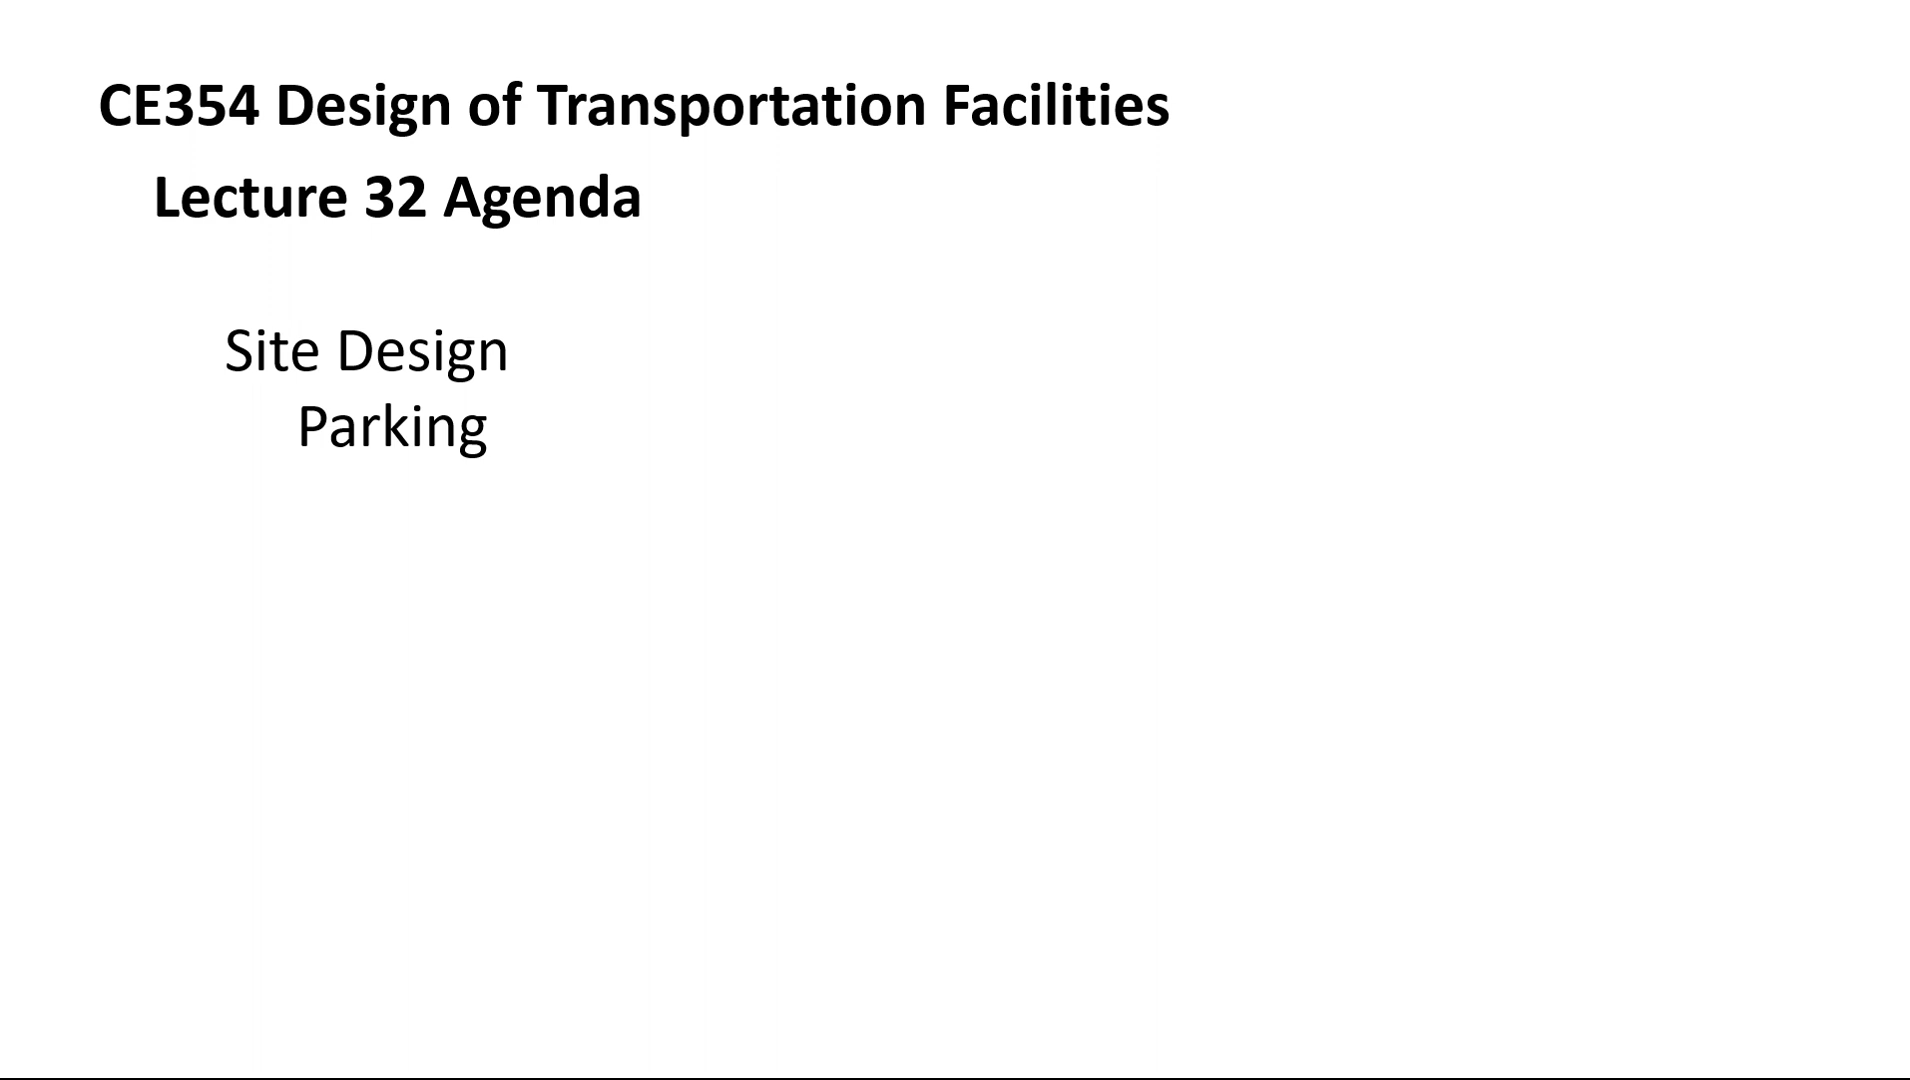 CE354 Design of Transportation Facilities
Lecture 32 Agenda
Site Design
Parking